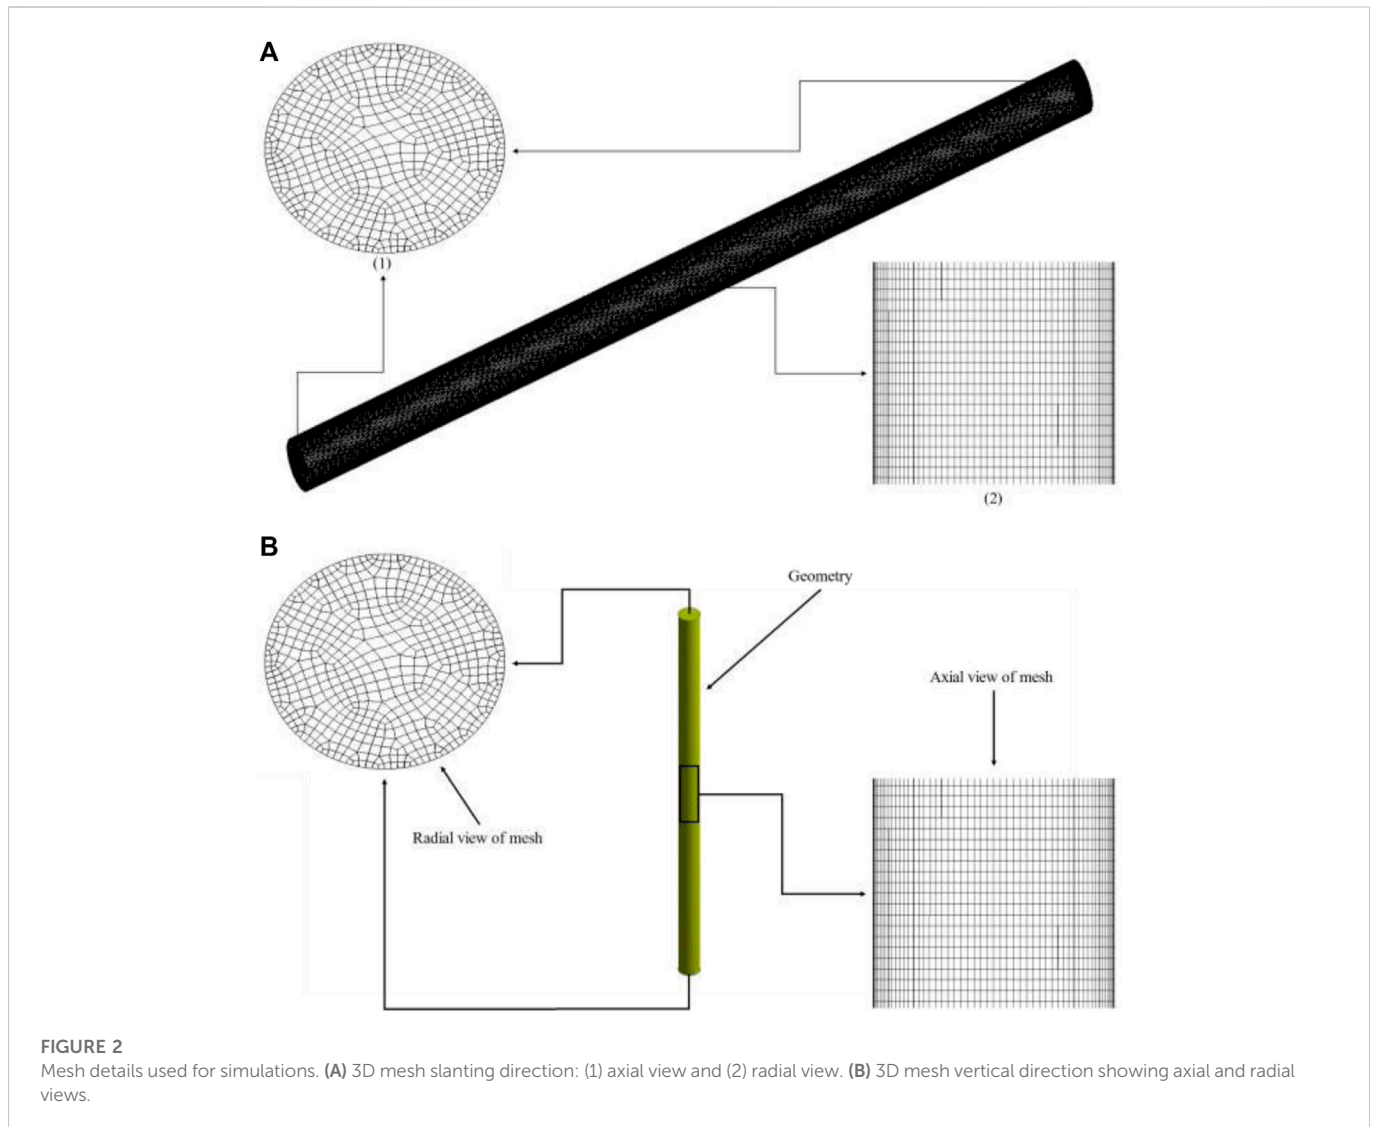 A
(1)
(2)
B
Geometry
Axial view of mesh
Radial view of mesh
FIGURE 2
Mesh details used for simulations. (A) 3D mesh slanting direction: (1) axial view and (2) radial view. (B) 3D mesh vertical direction showing axial and radial
views.